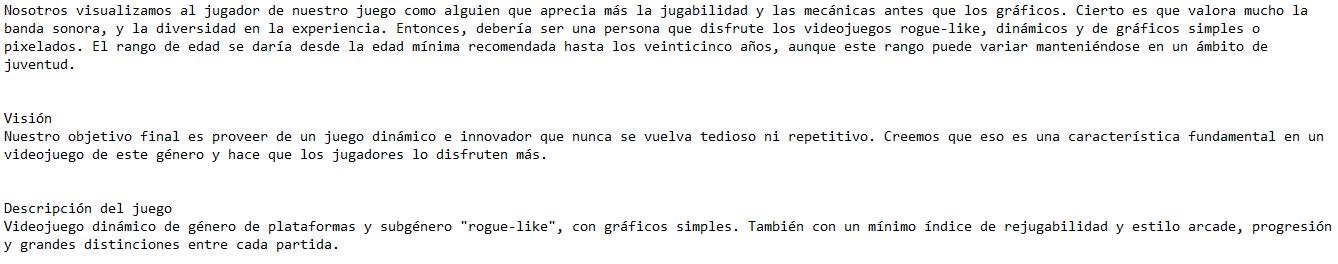 Nosotros visualizamos al jugador de nuestro juego como alguien que aprecia más la jugabilidad y las mecánicas antes que los gráficos. Cierto es que valora mucho la
banda sonora, y la diversidad en la experiencia. Entonces, debería ser una persona que disfrute los videojuegos rogue-like, dinámicos y de gráficos simples o
pixelados. El rango de edad se daría desde la edad mínima recomendada hasta los veinticinco años, aunque este rango puede variar manteniéndose en un ámbito de
juventud.
Visión
Nuestro objetivo final es proveer de un juego dinámico e innovador que nunca se vuelva tedioso ni repetitivo. Creemos que eso es una característica fundamental en un
videojuego de este género y hace que los jugadores lo disfruten más.
Descripción del juego
Videojuego dinámico de género de plataformas y subgénero "rogue-like", con gráficos simples. También con un mínimo índice de rejugabilidad y estilo arcade, progresión
y grandes distinciones entre cada partida.